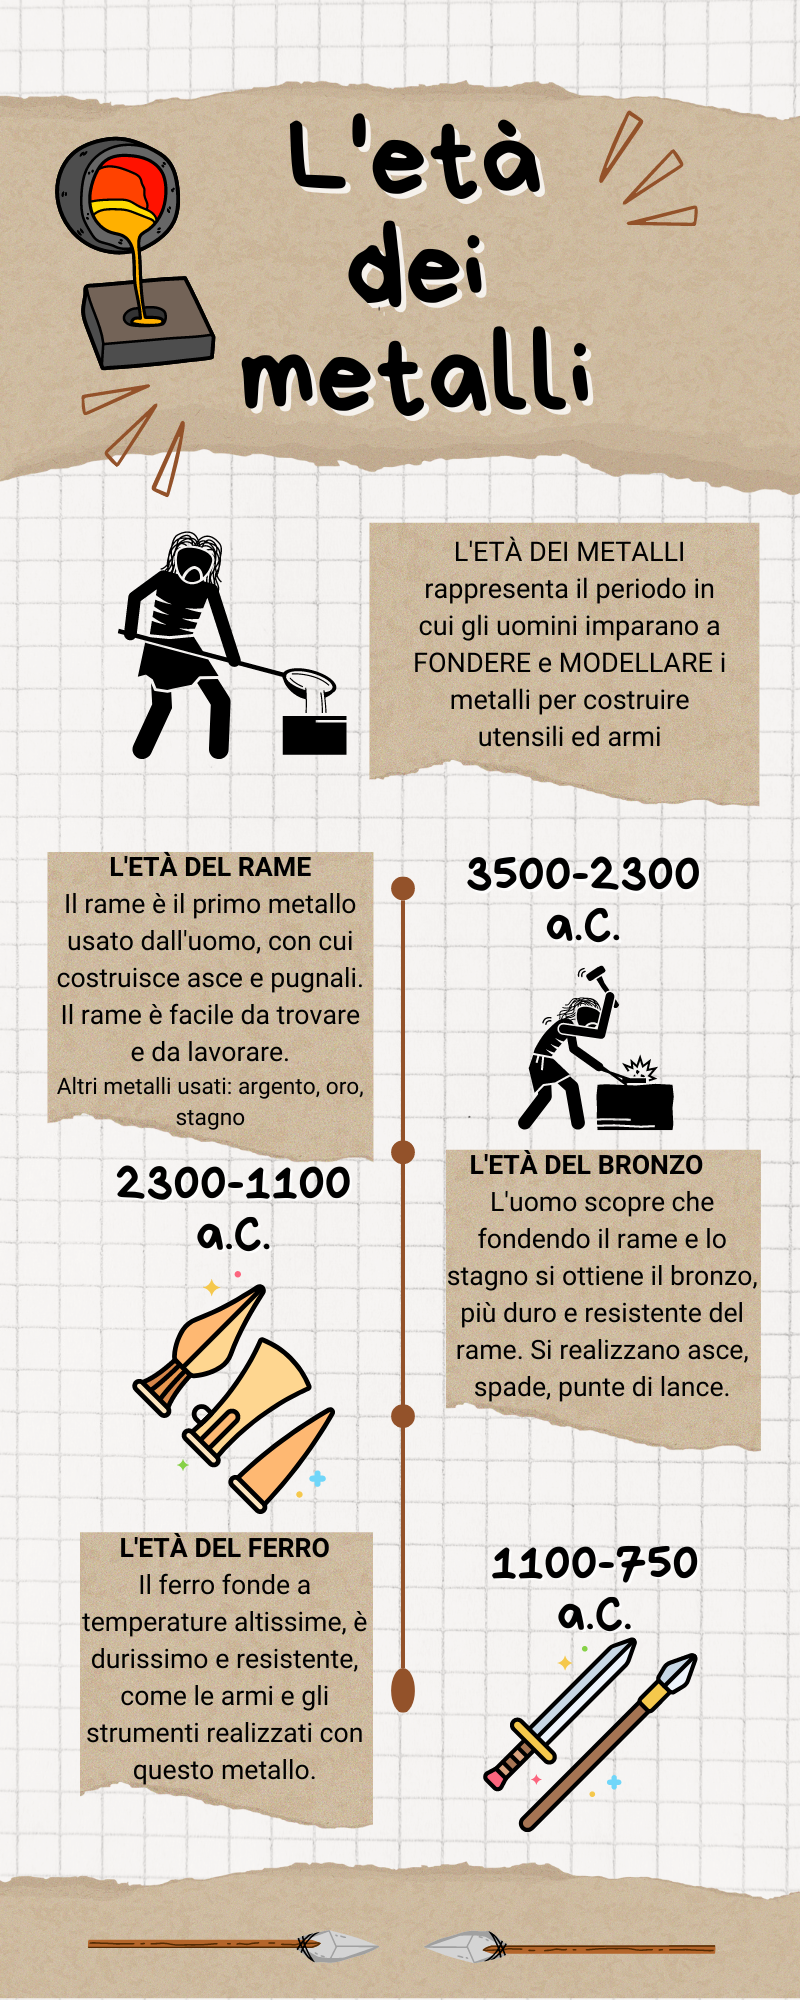 L'età
dei
metalli
L'ETÀ DEI METALLI
rappresenta il periodo in
cui gli uomini imparano a
FONDERE e MODELLARE i
metalli per costruire
utensili ed armi
L'ETÀ DEL RAME
Il rame è il primo metallo
usato dall'uomo, con cui
costruisce asce e pugnali.
Il rame è facile da trovare
e da lavorare.
Altri metalli usati: argento, oro,
stagno
3500-2300
a.C.
2300-1100
a.C.
L'ETÀ DEL BRONZO
L'uomo scopre che
fondendo il rame e lo
stagno si ottiene il bronzo,
più duro e resistente del
rame. Si realizzano asce,
spade, punte di lance.
L'ETÀ DEL FERRO
Il ferro fonde a
temperature altissime, è
durissimo e resistente,
come le armi e gli
strumenti realizzati con
questo metallo.
1100-750
a.C.